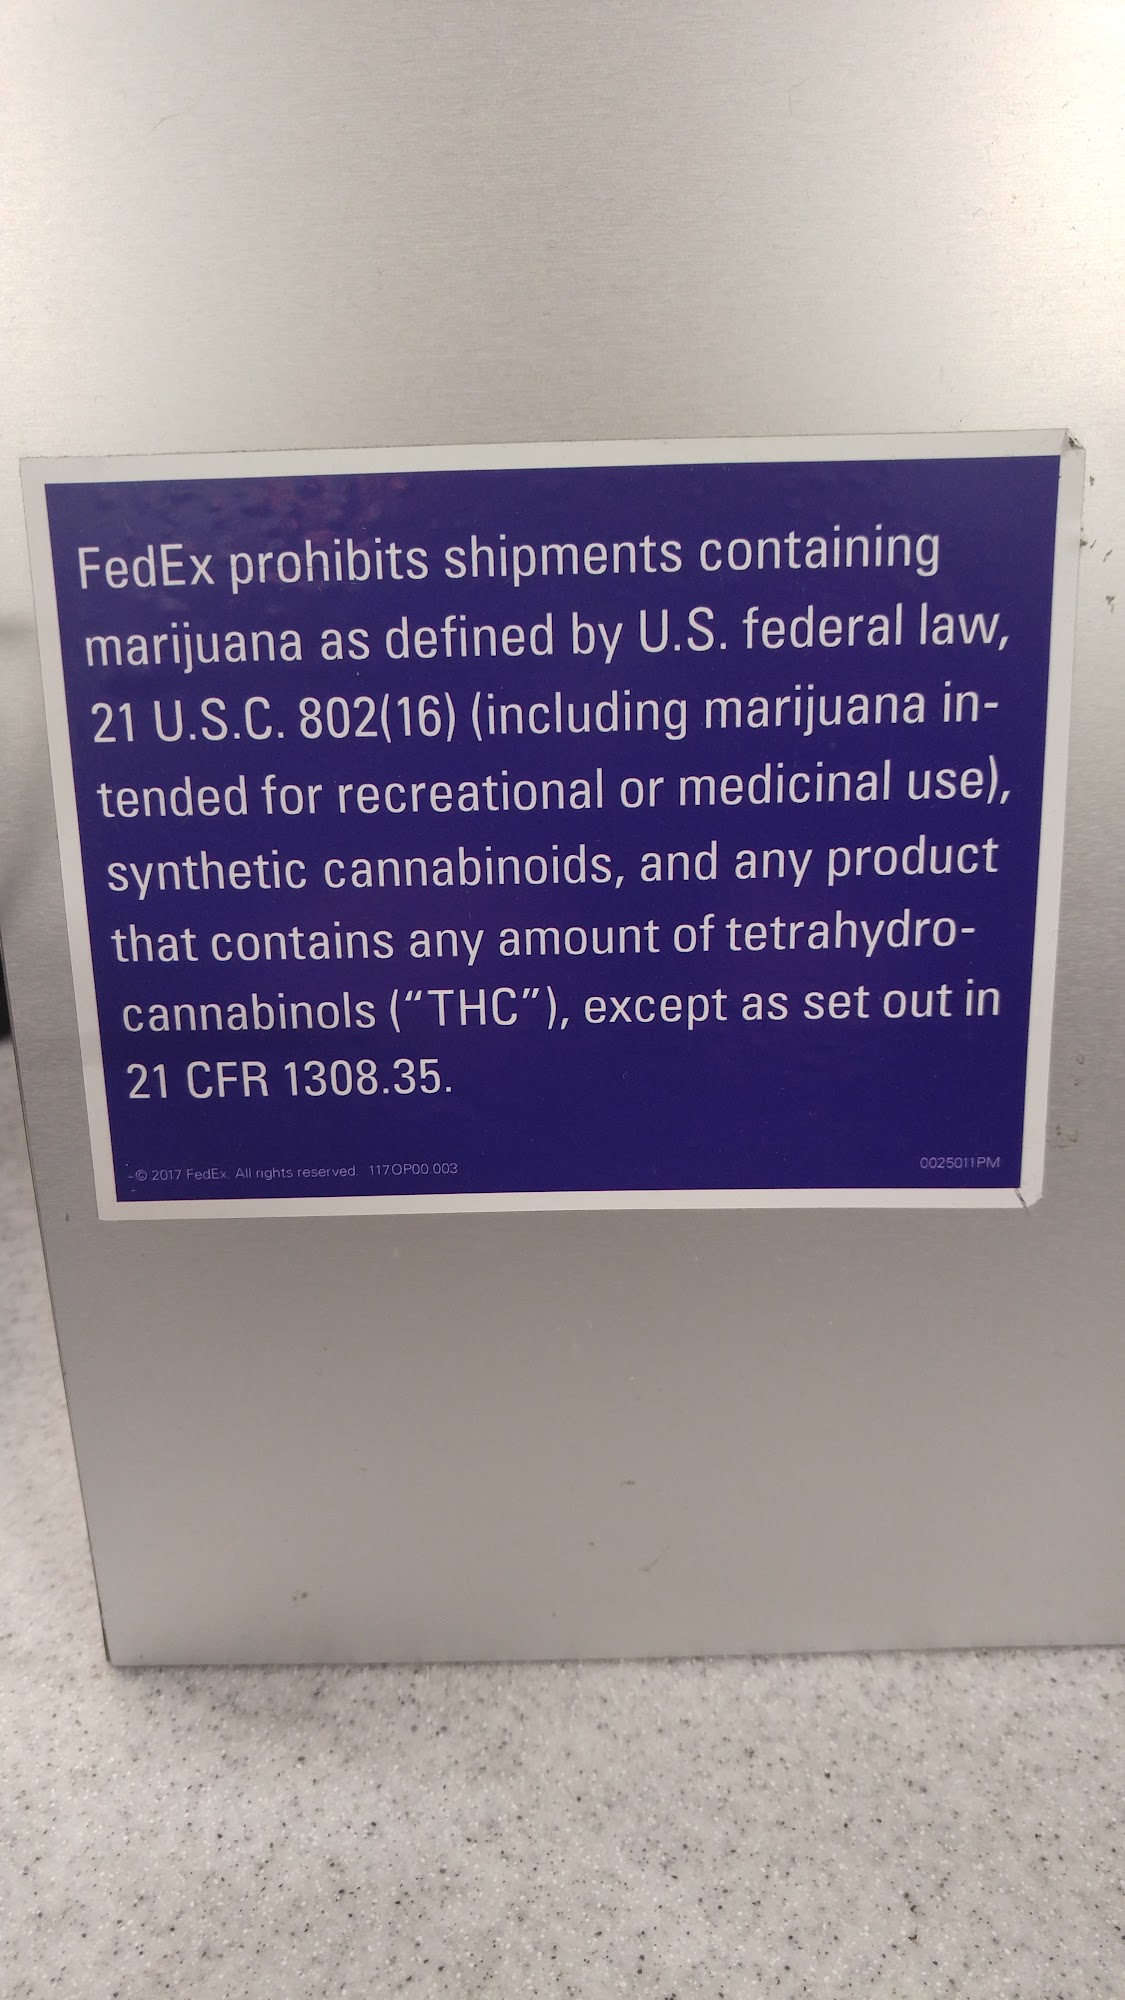 FedEx prohibits shipments containing
marijuana as defined by U.S. federal law,
21 U.S.C. 802(16) (including marijuana in-
tended for recreational or medicinal use),
synthetic cannabinoids, and any product
that contains any amount of tetrahydro-
cannabinols (“THC”), except as set out in
21 CFR 1308.35.
© 2017 FedEx. All rights reserved. 117OP00.003
0025011PM